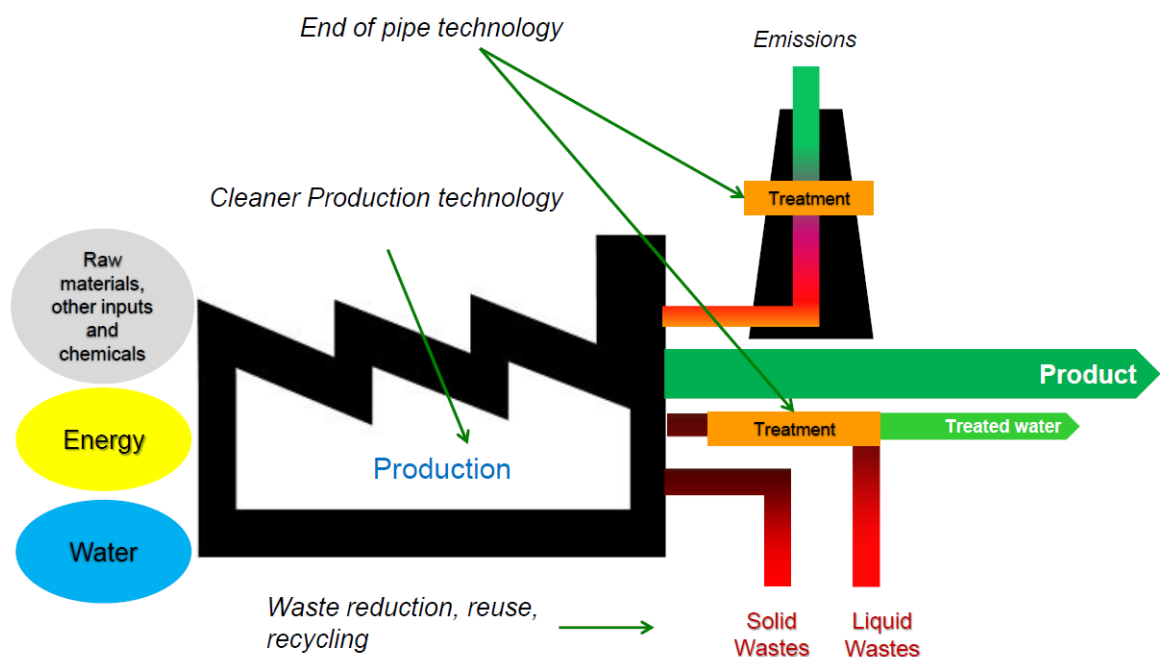 End of pipe technology
Emissions
Treatment
Cleaner Production technology
Raw
materials,
other inputs
and
chemicals
Product
Energy
Treatment
Treated water
Production
Water
Waste reduction, reuse,
recycling
Solid
Wastes
Liquid
Wastes